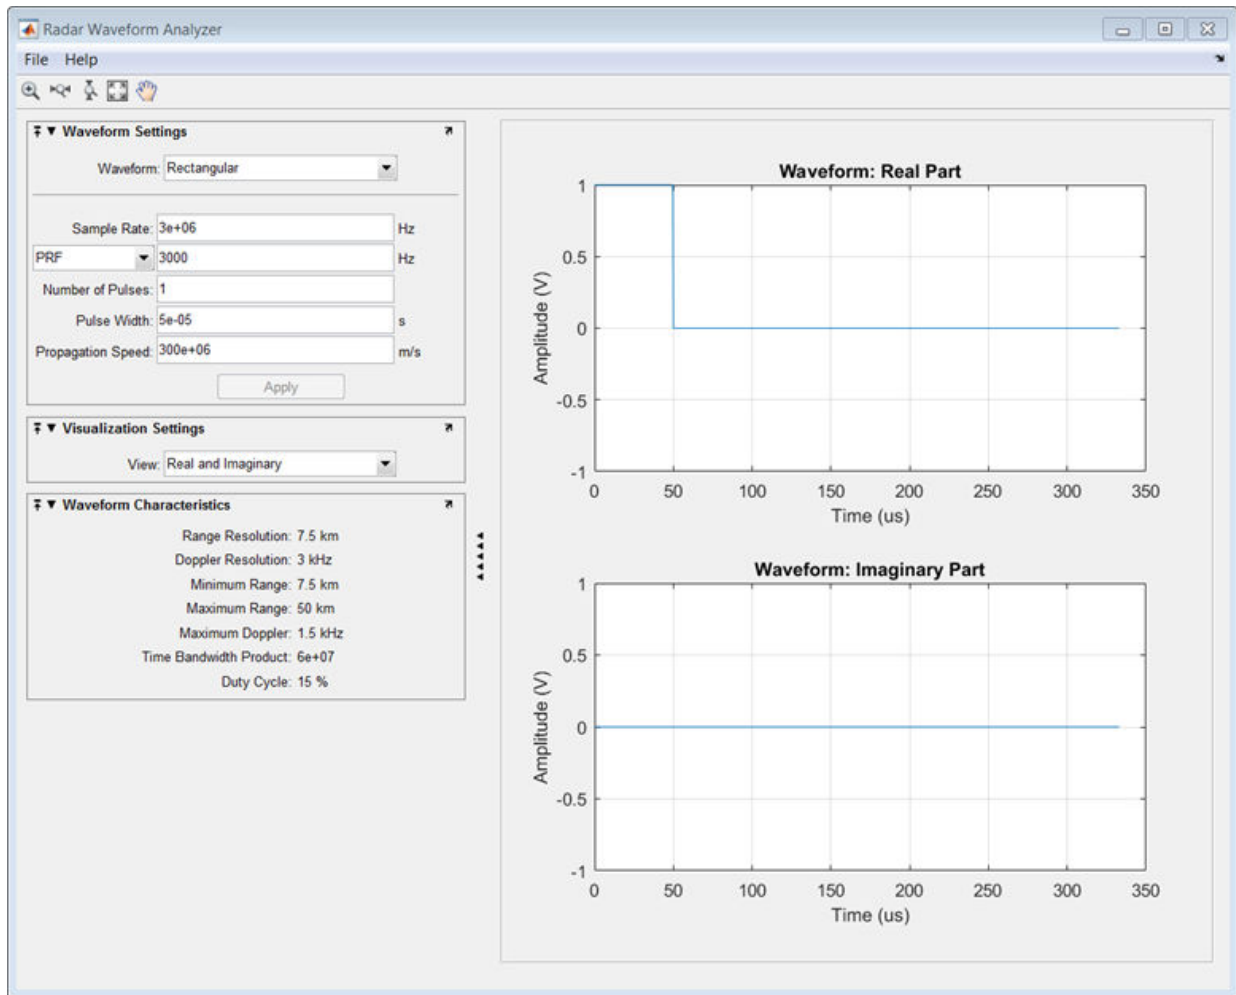 Radar Waveform Analyzer
File Help
Waveform Settings
Waveform: Rectangular
Sample Rate: 3e+06 Hz
PRF 3000 Hz
Number of Pulses: 1
Pulse Width: 5e-05 s
Propagation Speed: 300e+06 m/s
Apply
Visualization Settings
View: Real and Imaginary
Waveform Characteristics
Range Resolution: 7.5 km
Doppler Resolution: 3 kHz
Minimum Range: 7.5 km
Maximum Range: 50 km
Maximum Doppler: 1.5 kHz
Time Bandwidth Product: 6e+07
Duty Cycle: 15 %
Waveform: Real Part
1
0.5
0
-0.5
-1
Amplitude (V)
0 50 100 150 200 250 300 350
Time (us)
Waveform: Imaginary Part
1
0.5
0
-0.5
-1
Amplitude (V)
0 50 100 150 200 250 300 350
Time (us)